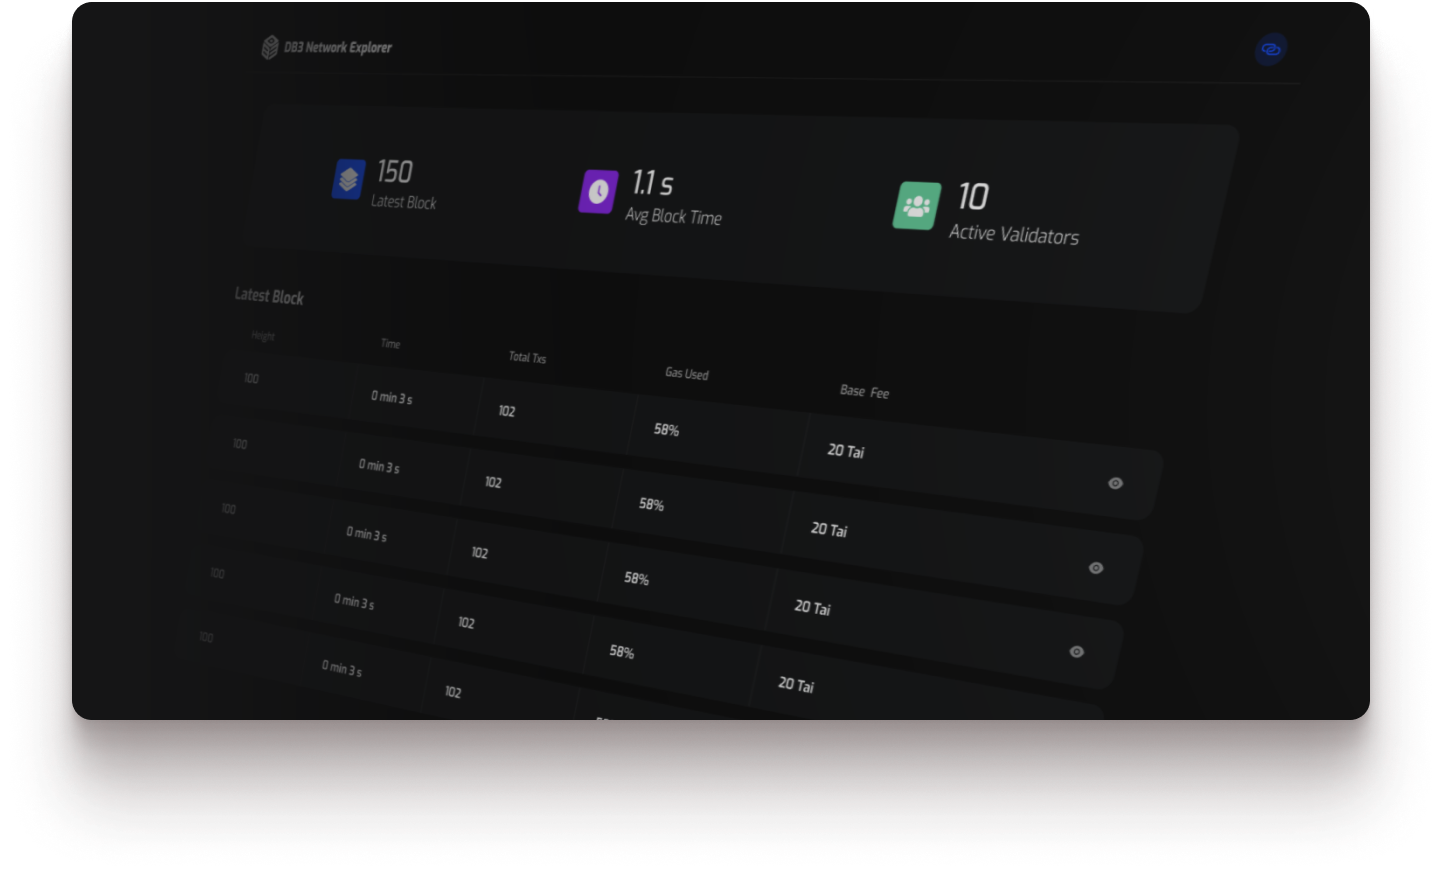 DB3 Network Explorer
150
Latest Block
1.1 s
Avg Block Time
10
Active Validators
Latest Block
Height Time Total Txs Gas Used Base Fee
100 0 min 3 s 102 58% 20 Tai
100 0 min 3 s 102 58% 20 Tai
100 0 min 3 s 102 58% 20 Tai
100 0 min 3 s 102 58% 20 Tai
100 0 min 3 s 102